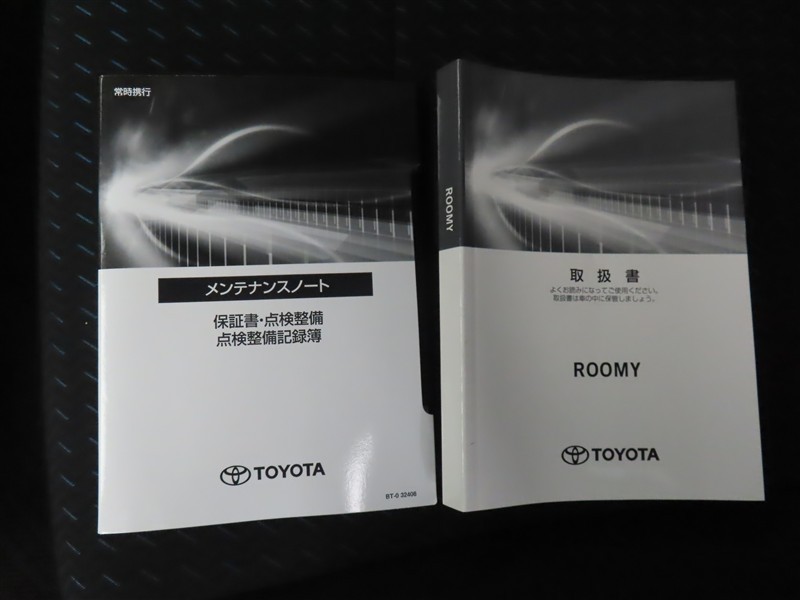 常時携行
メンテナンスノート
保証書・点検整備
点検整備記録簿
TOYOTA
BT-0 32406
ROOMY
取扱書
よくお読みになってご使用ください。
取扱書は車の中に保管しましょう。
ROOMY
TOYOTA